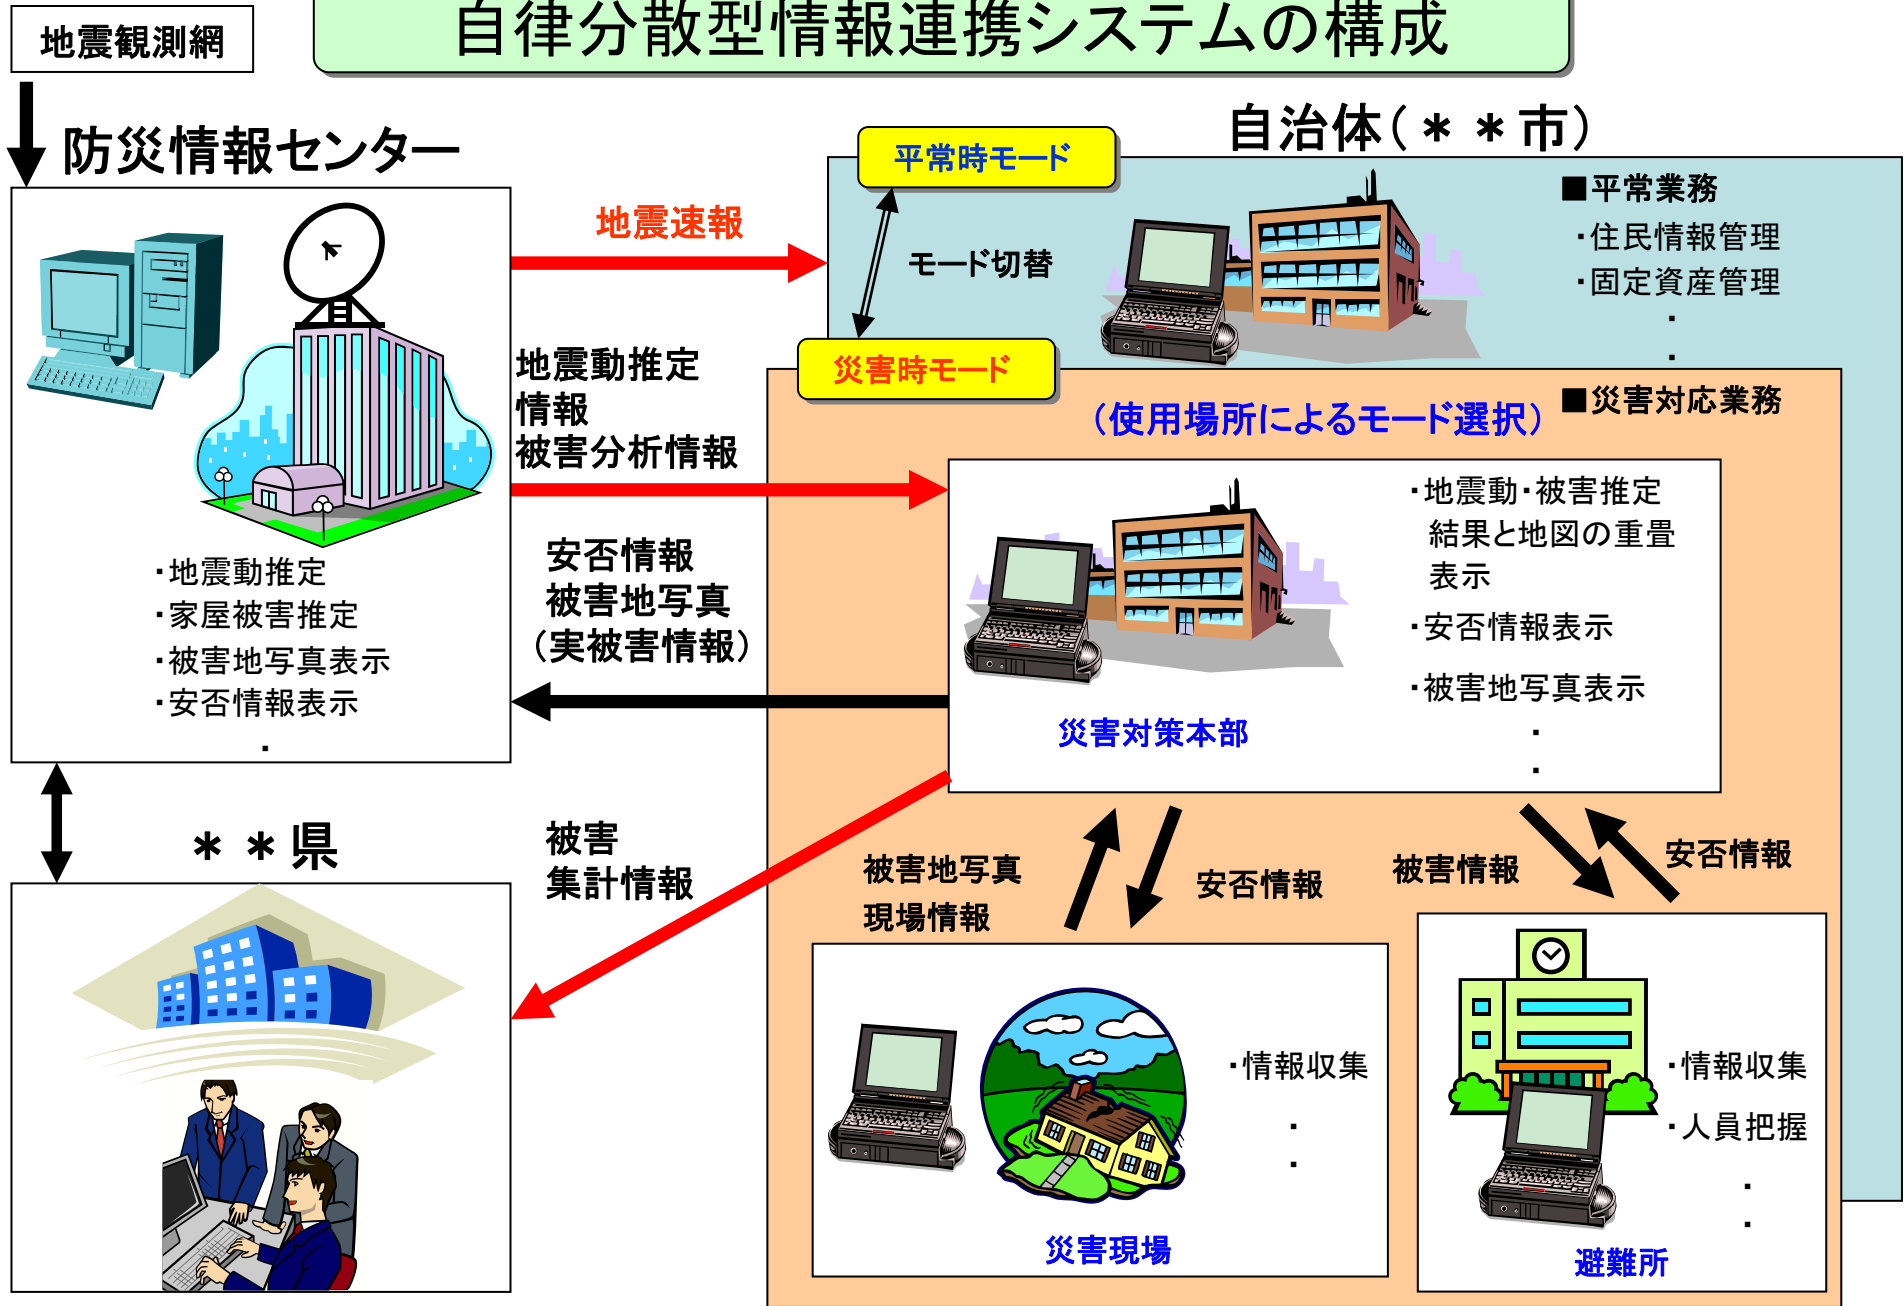 自律分散型情報連携システムの構成
地震観測網
防災情報センター
・地震動推定
・家屋被害推定
・被害地写真表示
・安否情報表示
・
＊＊県
地震速報
地震動推定
情報
被害分析情報
安否情報
被害地写真
（実被害情報）
被害
集計情報
自治体（＊＊市）
平常時モード
モード切替
災害時モード
■平常業務
・住民情報管理
・固定資産管理
・
・
■災害対応業務
（使用場所によるモード選択）
・地震動・被害推定
結果と地図の重畳
表示
・安否情報表示
・被害地写真表示
・
・
災害対策本部
被害地写真
現場情報
安否情報
被害情報
安否情報
・情報収集
・
・
災害現場
・情報収集
・人員把握
・
・
避難所